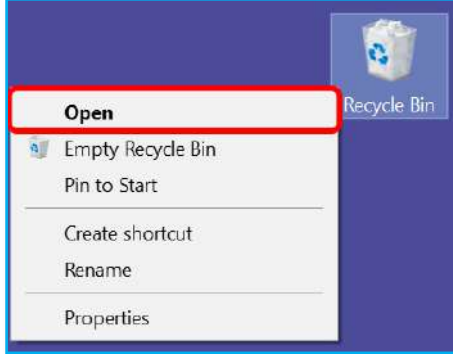 Recycle Bin
Open
Empty Recycle Bin
Pin to Start
Create shortcut
Rename
Properties